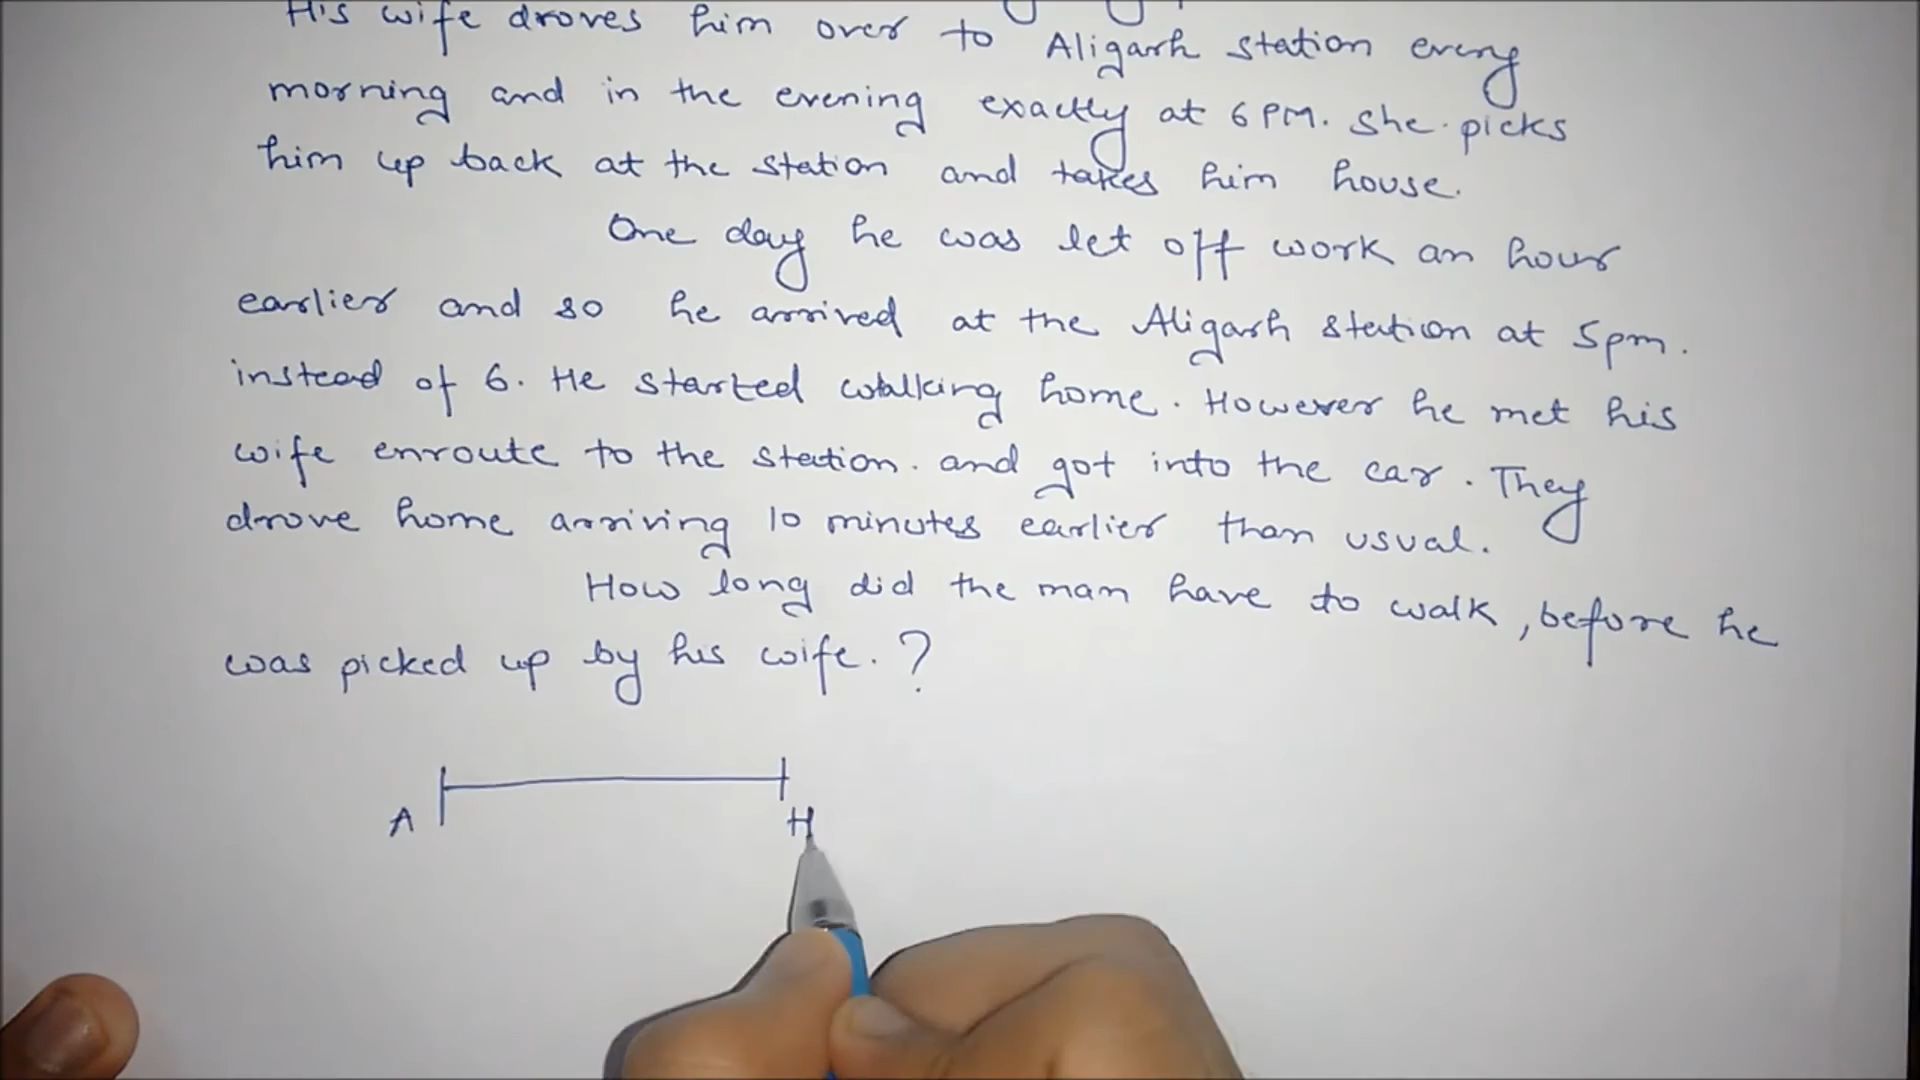 His wife droves him over to Aligarh station every
morning and in the evening exactly at 6 PM. She picks
him up back at the station and takes him house.
One day he was let off work an hour
earlier and so he arrived at the Aligarh station at 5pm.
instead of 6. He started walking home. However he met his
wife enroute to the station. and got into the car. They
drove home arriving 10 minutes earlier than usual.
How long did the man have to walk, before he
was picked up by his wife.?
A H